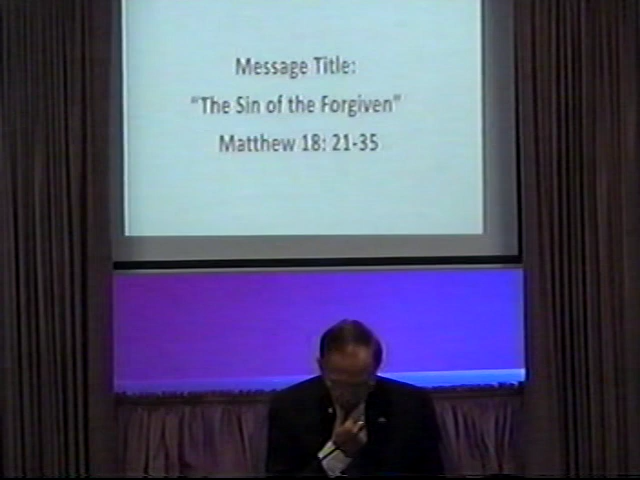 Message Title:
“The Sin of the Forgiven”
Matthew 18: 21-35